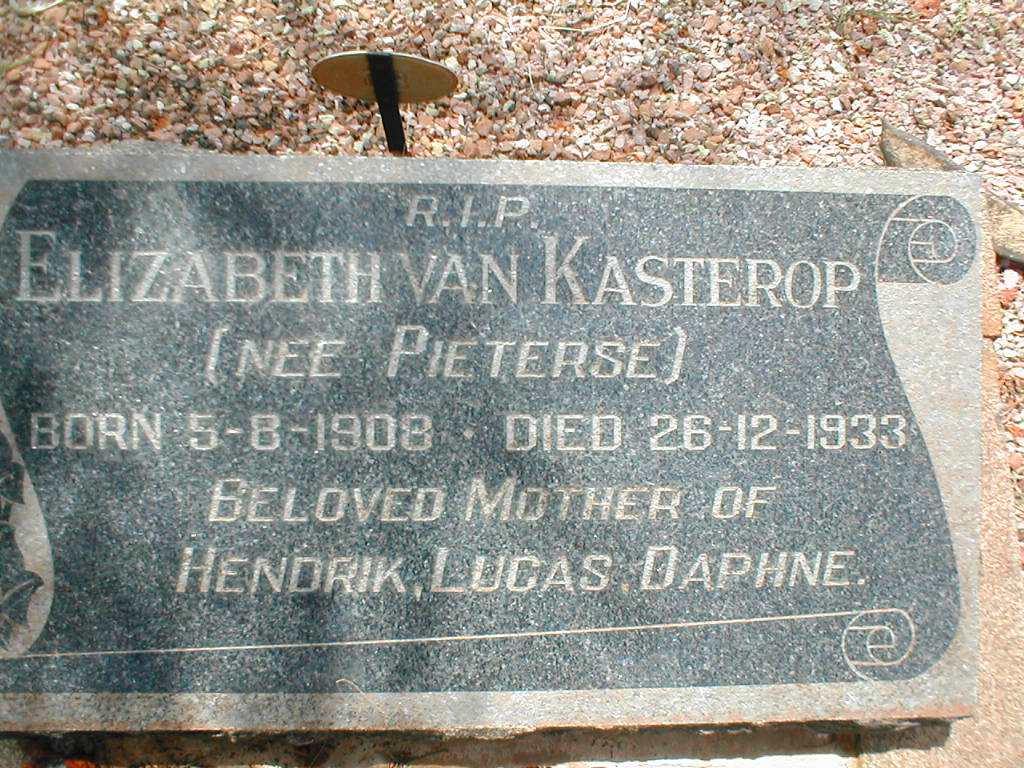 R.I.P.
ELIZABETH VAN KASTEROP
(NEE PIETERSE)
BORN 5-8-1908 · DIED 26-12-1933
BELOVED MOTHER OF
HENDRIK, LUCAS, DAPHNE.